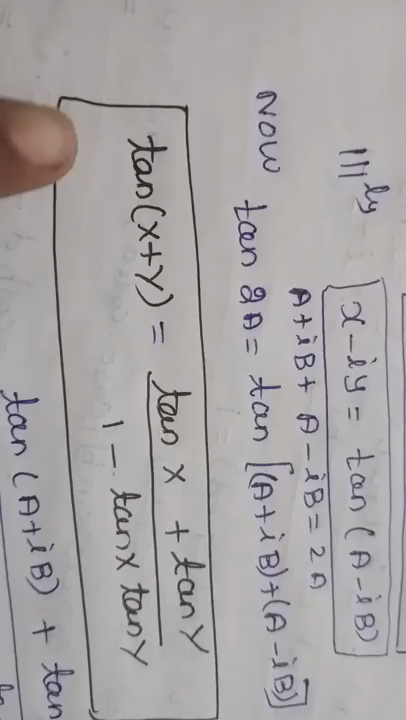 IIIly x - iy = tan (A - iB)
A + iB + A - iB = 2A
Now tan 2A = tan [(A + iB) + (A - iB)]
tan(x+y) = tan x + tan y
1 - tan x tan y
tan (A + iB) + tan